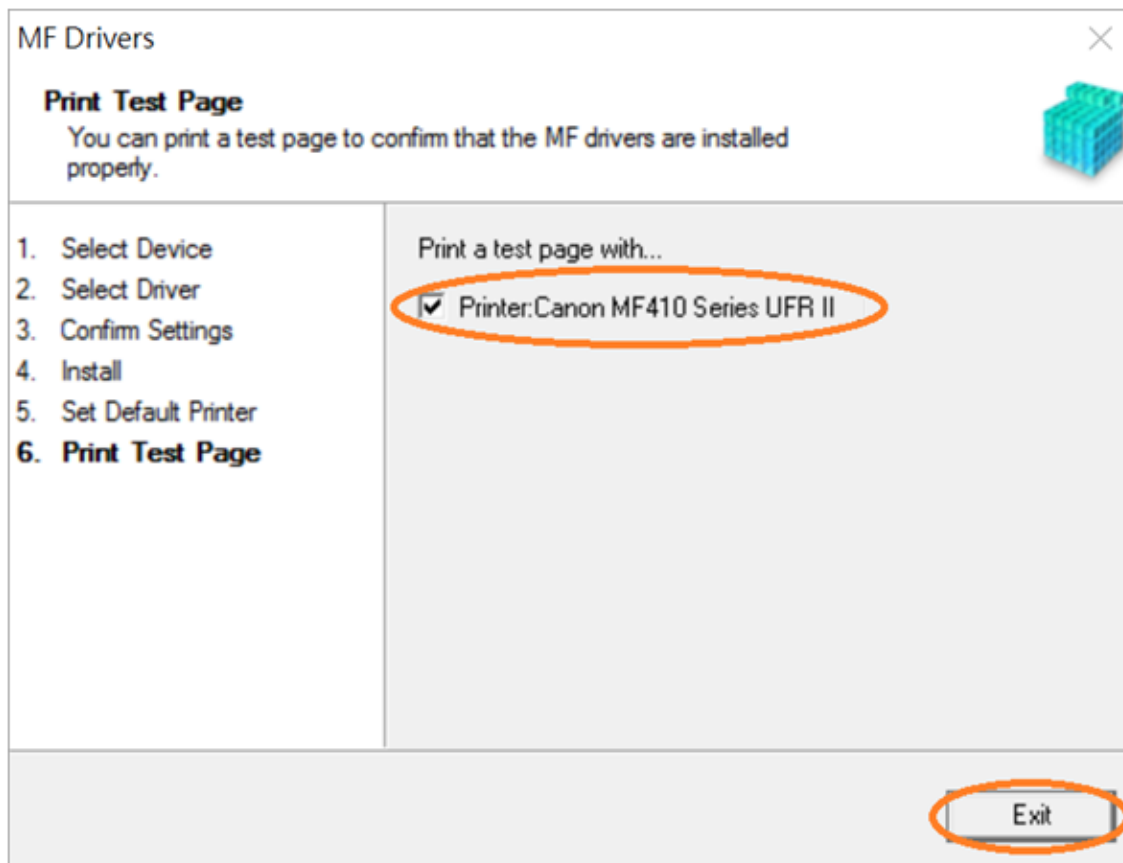 MF Drivers
Print Test Page
You can print a test page to confirm that the MF drivers are installed
properly.
1. Select Device
2. Select Driver
3. Confirm Settings
4. Install
5. Set Default Printer
6. Print Test Page
Print a test page with...
Printer:Canon MF410 Series UFR II
Exit